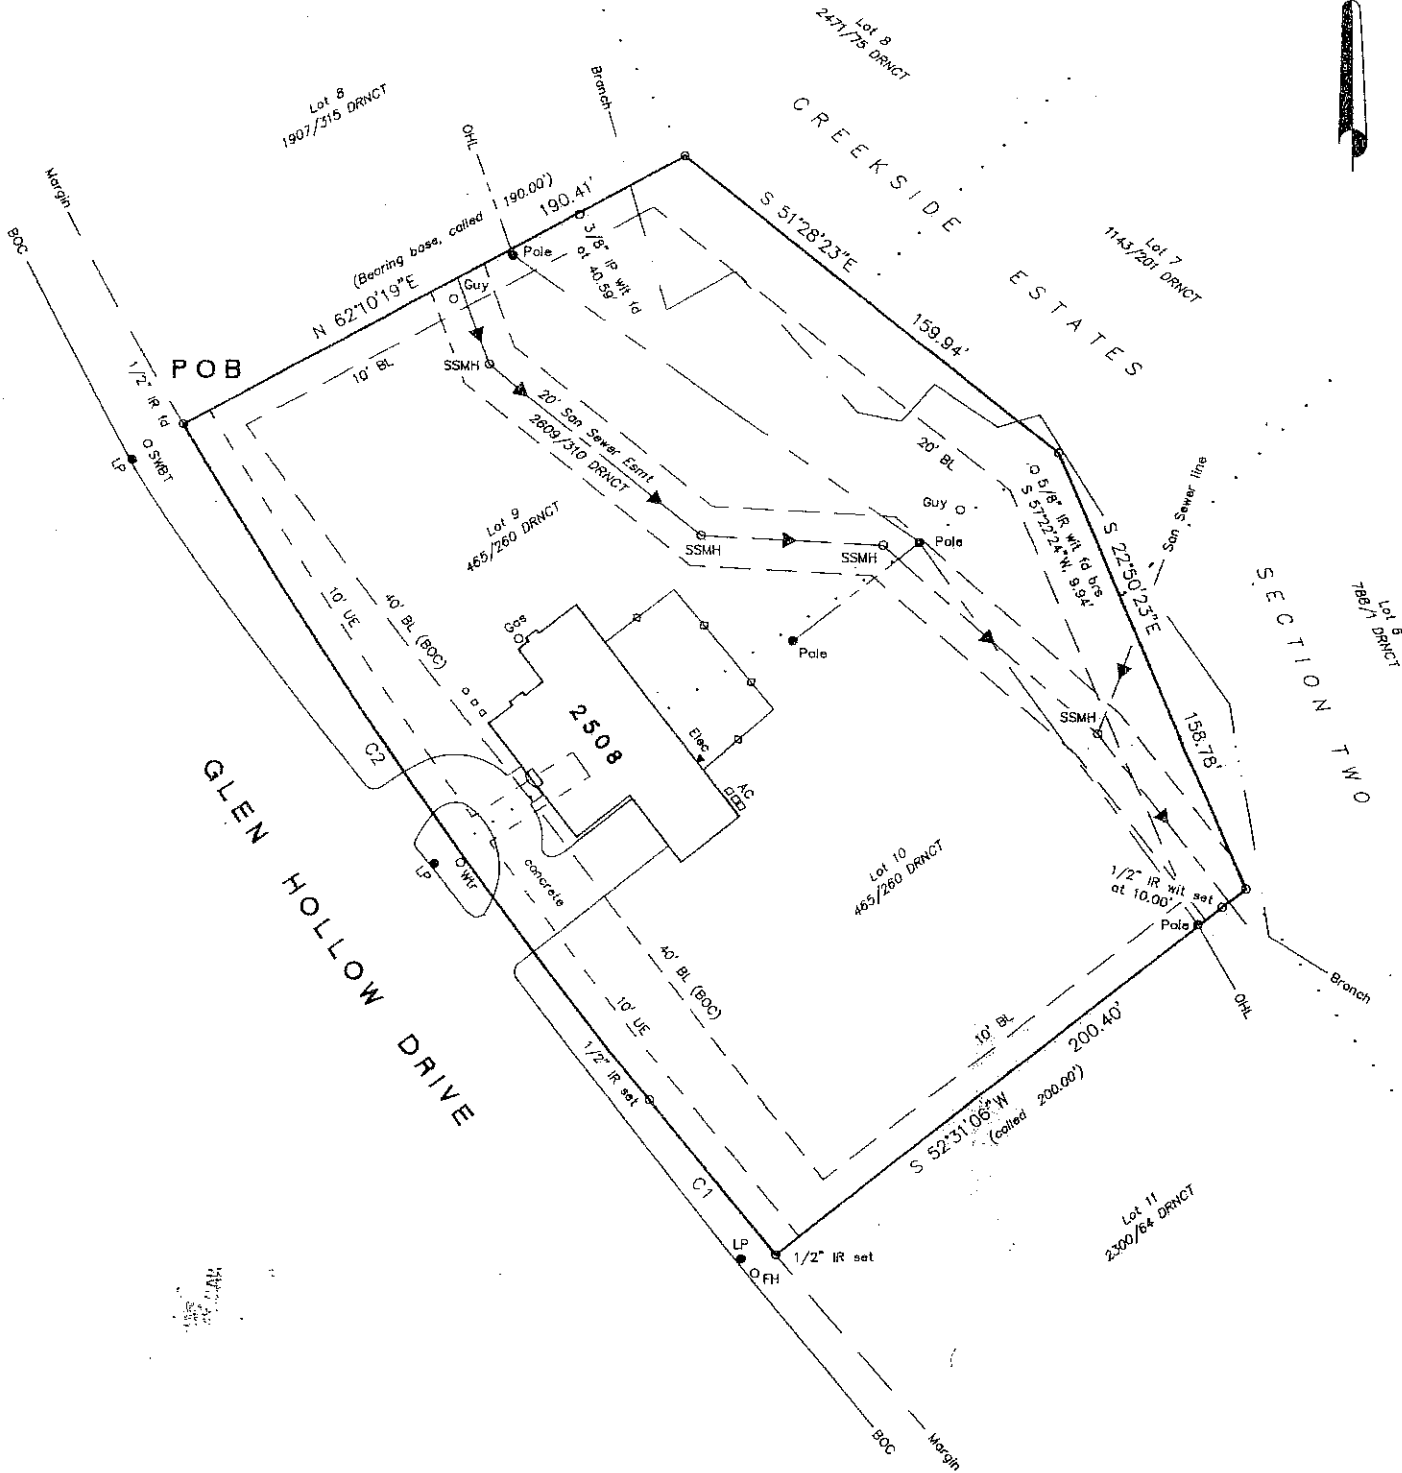 Lot 8
2471/75 DRNCT
Lot 8
1907/315 DRNCT
Branch
OHL
CREEKSIDE
ESTATES
SECTION TWO
Lot 7
1143/201 DRNCT
Lot 6
788/1 DRNCT
Margin
BOC
N 62°10'19"E
190.41'
(Bearing base, called 190.00')
S 51°28'23"E
159.94'
3/8" IP wit fd
at 40.59'
Pole
Guy
POB
1/2" IR fd
10' BL
SSMH
20' San Sewer Esmt
2609/310 DRNCT
LP
SWBT
20' BL
San Sewer line
5/8" IR wit fd brs
S 57°22'24"W, 9.94'
S 22°50'23"E
158.78'
Guy
Pole
SSMH
SSMH
Lot 9
465/260 DRNCT
10' UE
40' BL (BOC)
Gas
Pole
2508
Elec
AC
SSMH
C2
GLEN HOLLOW DRIVE
LP
Wtr
concrete
Lot 10
465/260 DRNCT
1/2" IR wit set
at 10.00'
Pole
Branch
OHL
40' BL (BOC)
10' UE
1/2" IR set
10' BL
200.40'
S 52°31'06"W
(called 200.00')
C1
Lot 11
2300/64 DRNCT
LP
FH
1/2" IR set
BOC
Margin